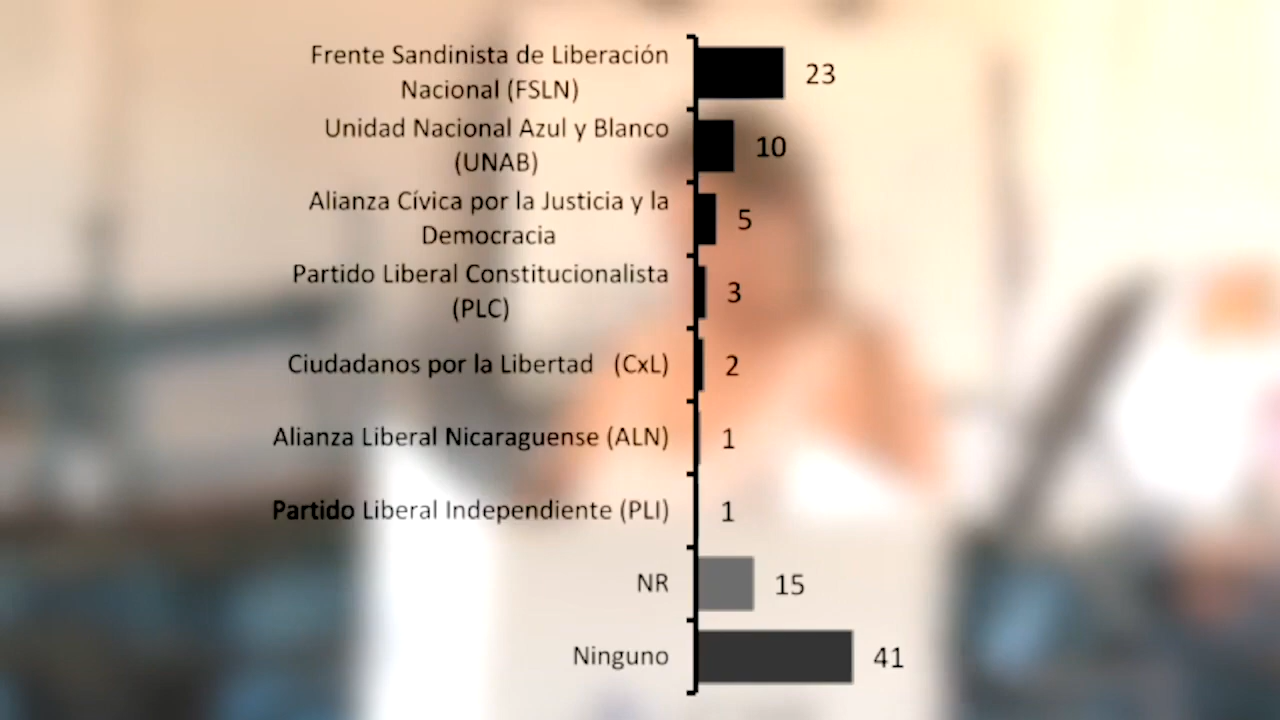 Frente Sandinista de Liberación
Nacional (FSLN)
23
Unidad Nacional Azul y Blanco
(UNAB)
10
Alianza Cívica por la Justicia y la
Democracia
5
Partido Liberal Constitucionalista
(PLC)
3
Ciudadanos por la Libertad (CxL)
2
Alianza Liberal Nicaraguense (ALN)
1
Partido Liberal Independiente (PLI)
1
NR
15
Ninguno
41